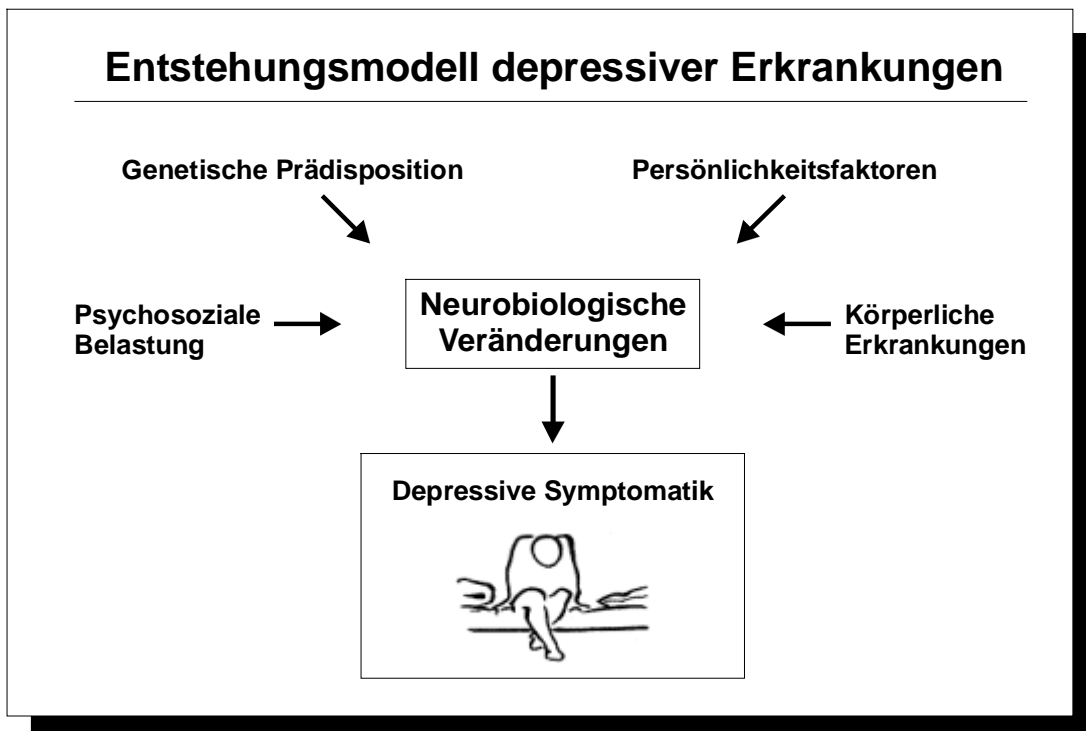 Entstehungsmodell depressiver Erkrankungen
Genetische Prädisposition
Persönlichkeitsfaktoren
Psychosoziale
Belastung
Neurobiologische
Veränderungen
Körperliche
Erkrankungen
Depressive Symptomatik